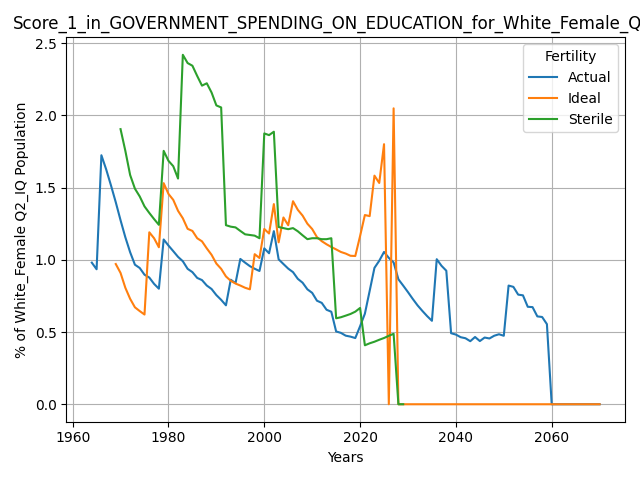 Score_1_in_GOVERNMENT_SPENDING_ON_EDUCATION_for_White_Female_Q
Fertility
Actual
Ideal
Sterile
% of White_Female Q2_IQ Population
2.5
2.0
1.5
1.0
0.5
0.0
1960 1980 2000 2020 2040 2060
Years